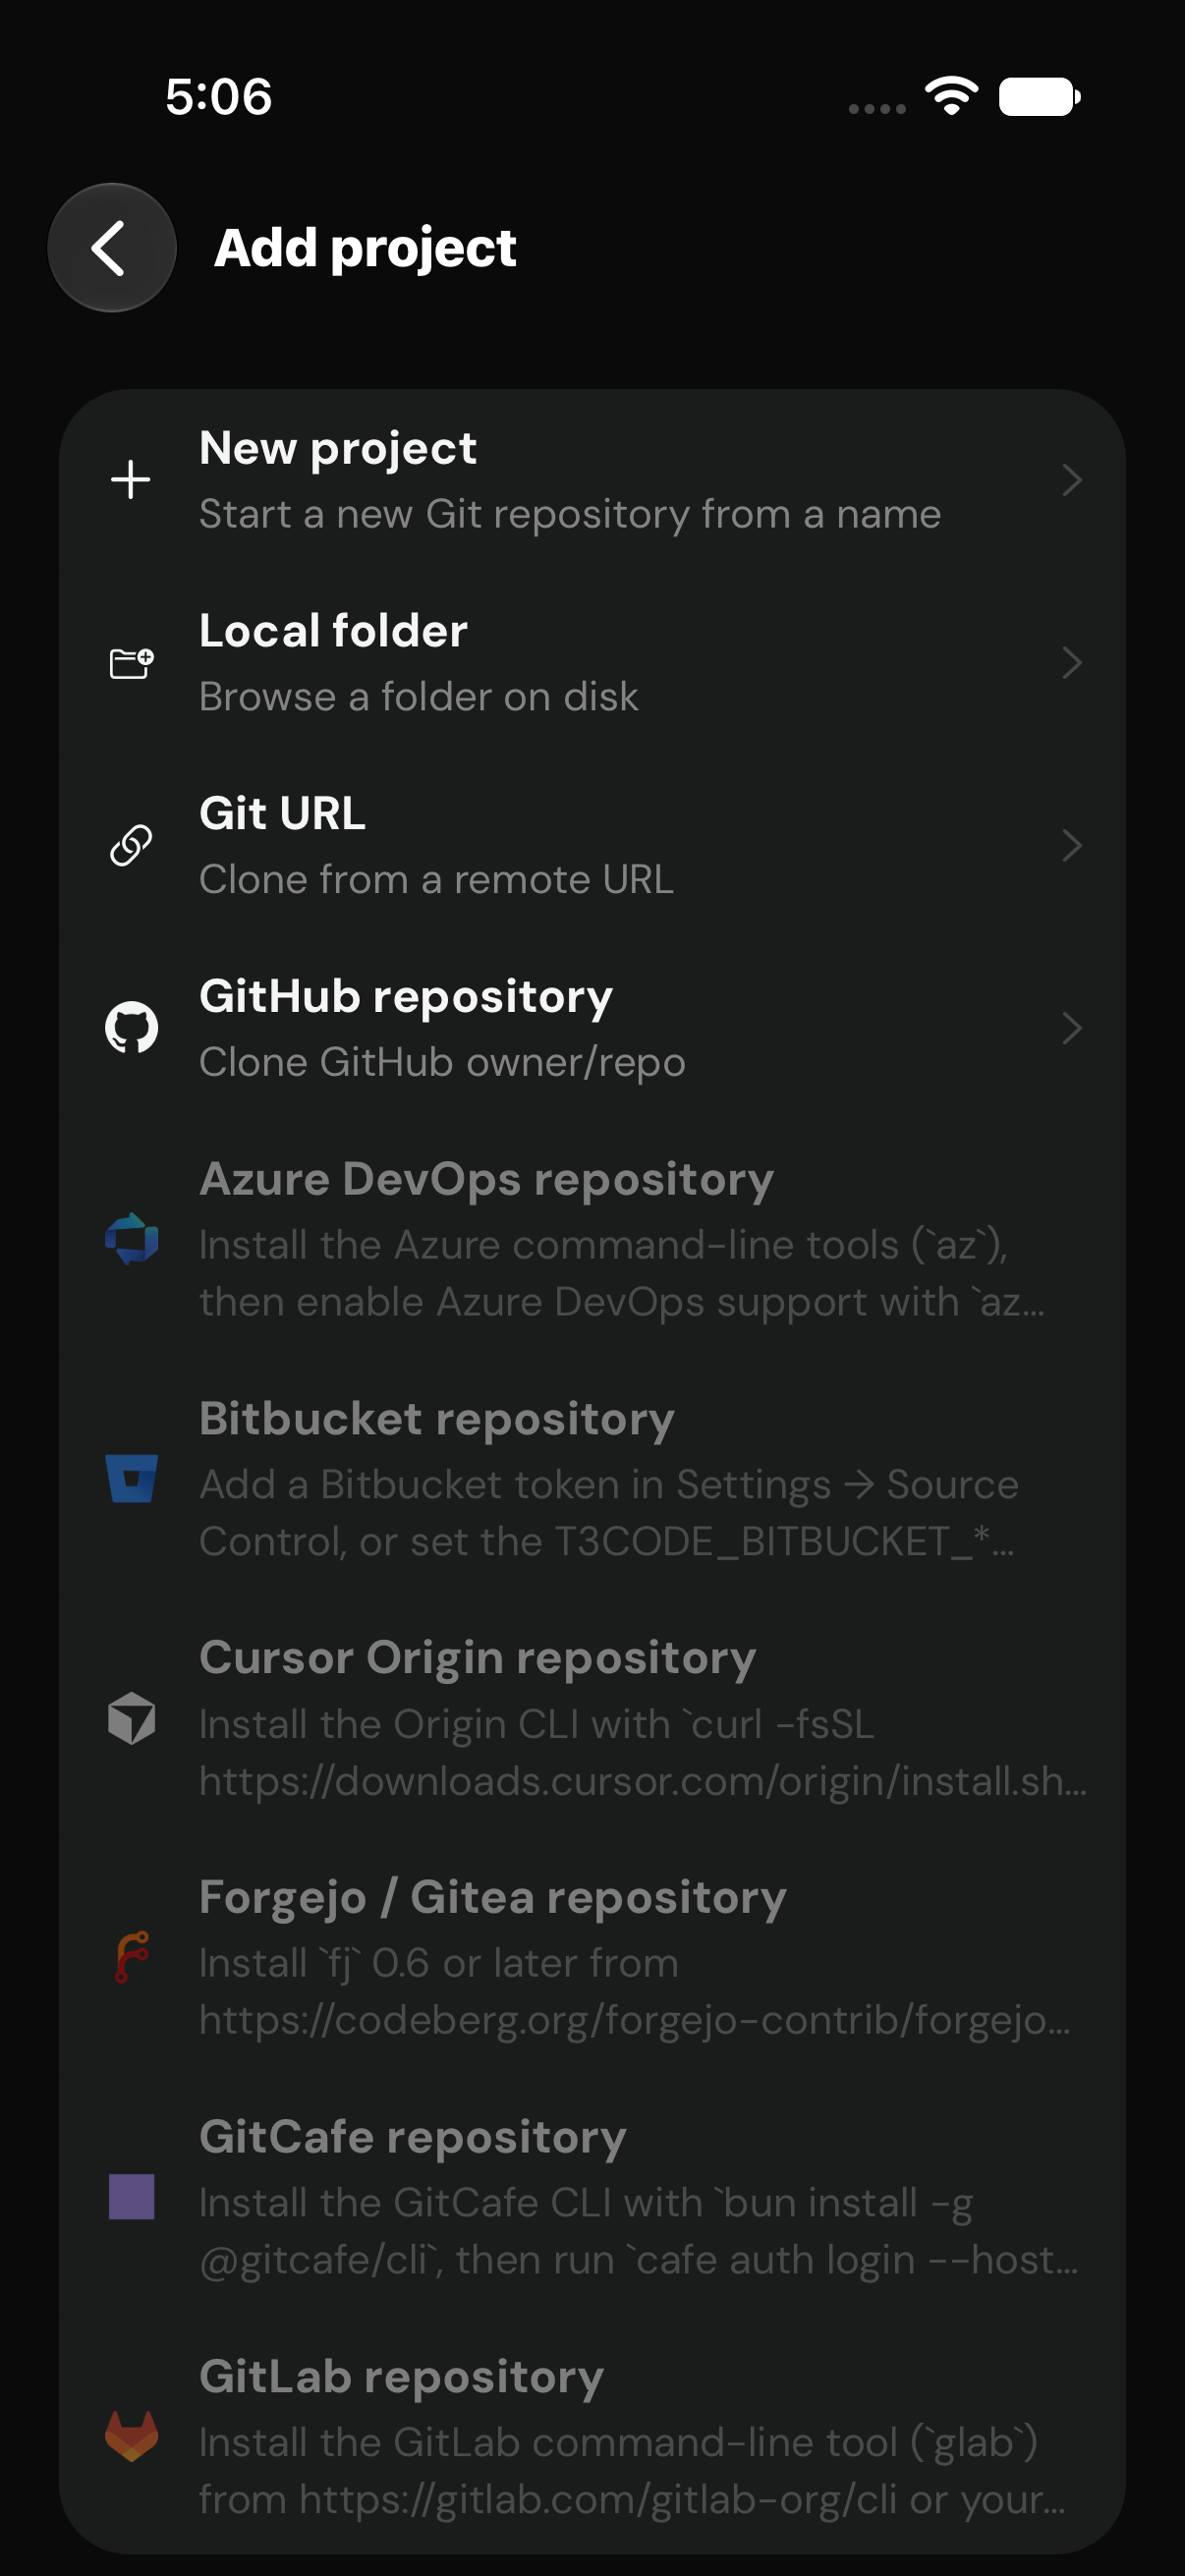 5:06
Add project
New project
Start a new Git repository from a name
Local folder
Browse a folder on disk
Git URL
Clone from a remote URL
GitHub repository
Clone GitHub owner/repo
Azure DevOps repository
Install the Azure command-line tools (`az`),
then enable Azure DevOps support with `az...
Bitbucket repository
Add a Bitbucket token in Settings → Source
Control, or set the T3CODE_BITBUCKET_*...
Cursor Origin repository
Install the Origin CLI with `curl -fsSL
https://downloads.cursor.com/origin/install.sh...
Forgejo / Gitea repository
Install `fj` 0.6 or later from
https://codeberg.org/forgejo-contrib/forgejo...
GitCafe repository
Install the GitCafe CLI with `bun install -g
@gitcafe/cli`, then run `cafe auth login --host...
GitLab repository
Install the GitLab command-line tool (`glab`)
from https://gitlab.com/gitlab-org/cli or your...